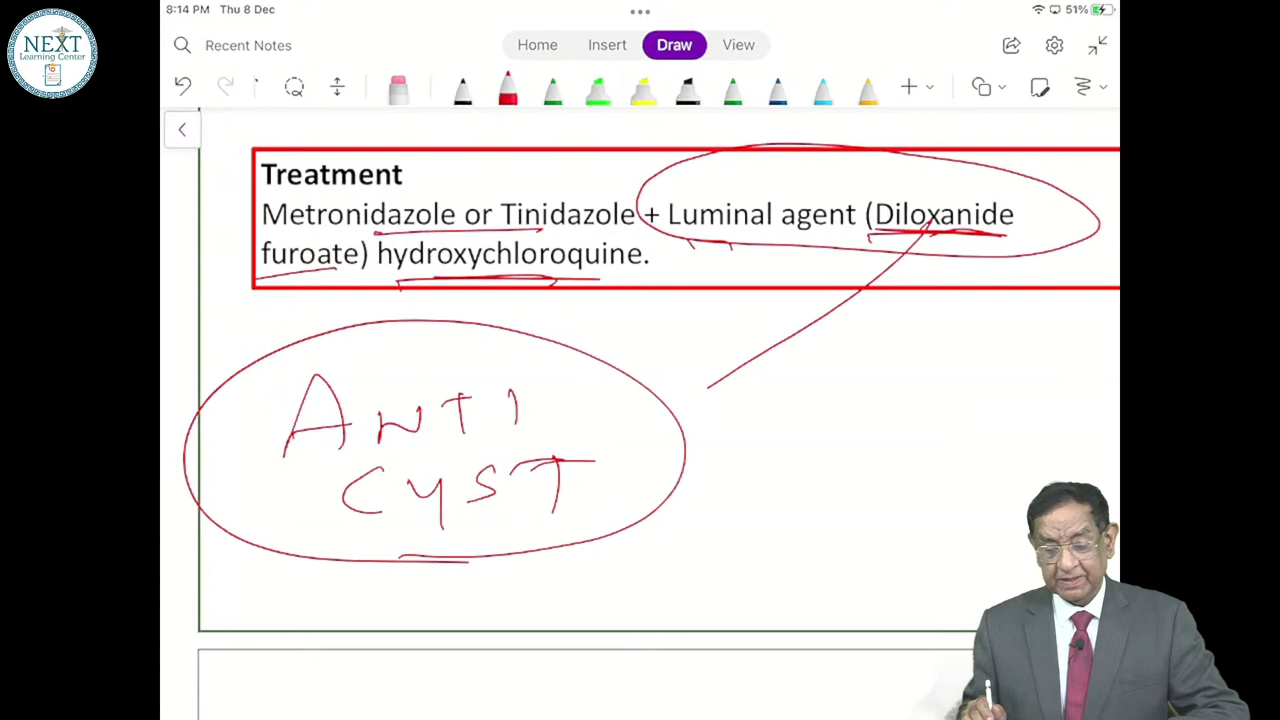 8:14 PM Thu 8 Dec
51%
NEXT
Learning Center
Recent Notes
Home Insert Draw View
Treatment
Metronidazole or Tinidazole + Luminal agent (Diloxanide
furoate) hydroxychloroquine.
ANTI
CYST